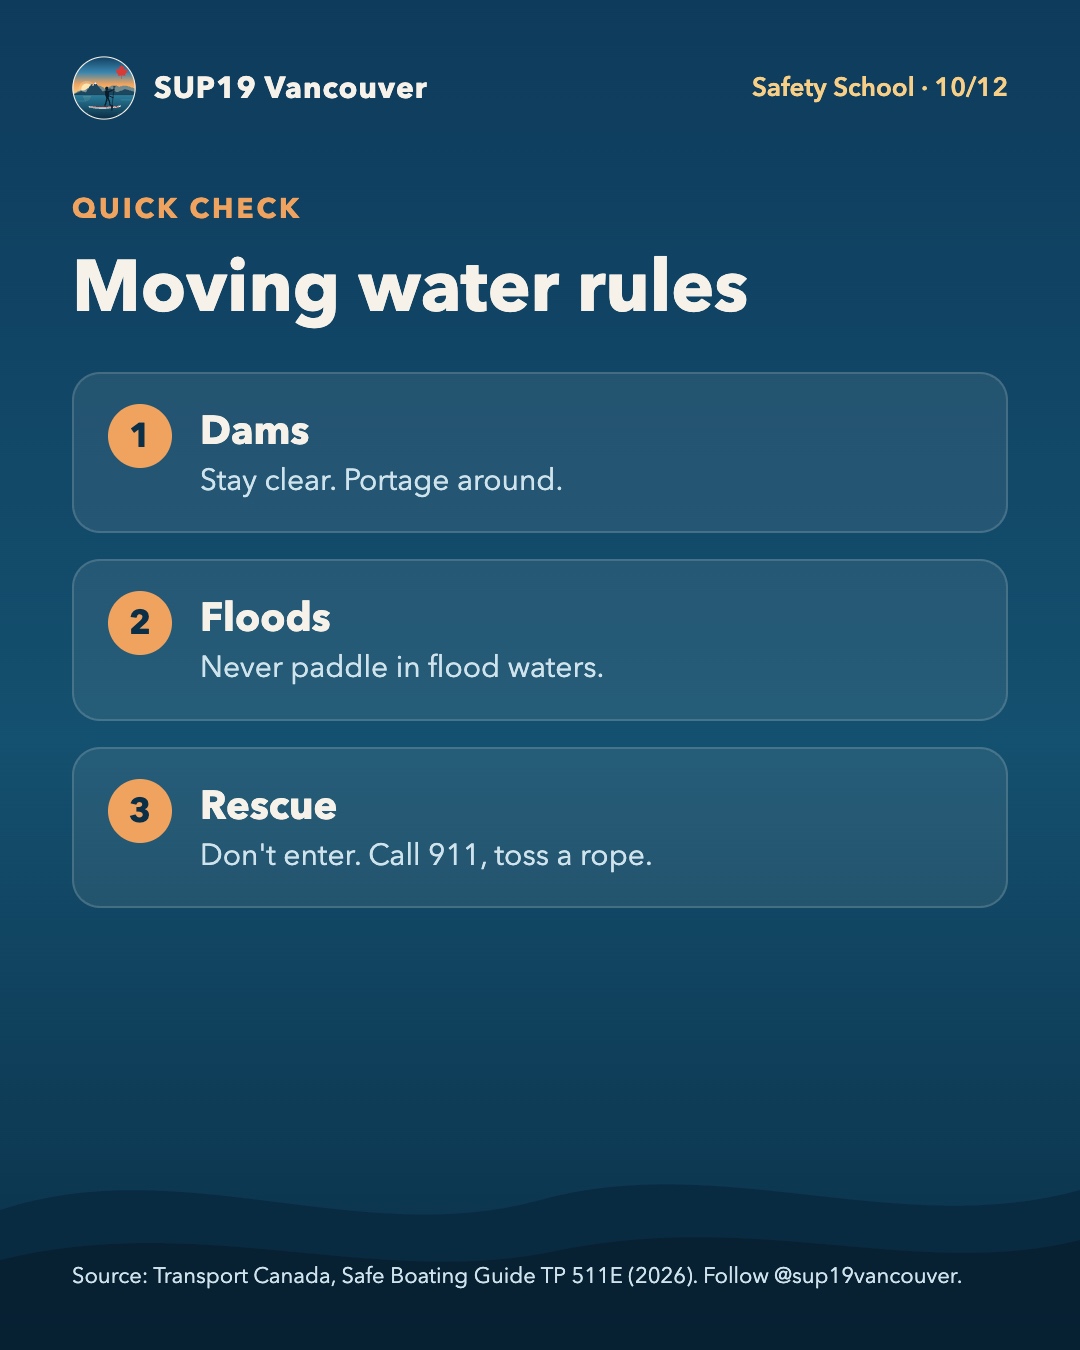 SUP19 Vancouver
Safety School · 10/12
QUICK CHECK
Moving water rules
1
Dams
Stay clear. Portage around.
2
Floods
Never paddle in flood waters.
3
Rescue
Don't enter. Call 911, toss a rope.
Source: Transport Canada, Safe Boating Guide TP 511E (2026). Follow @sup19vancouver.